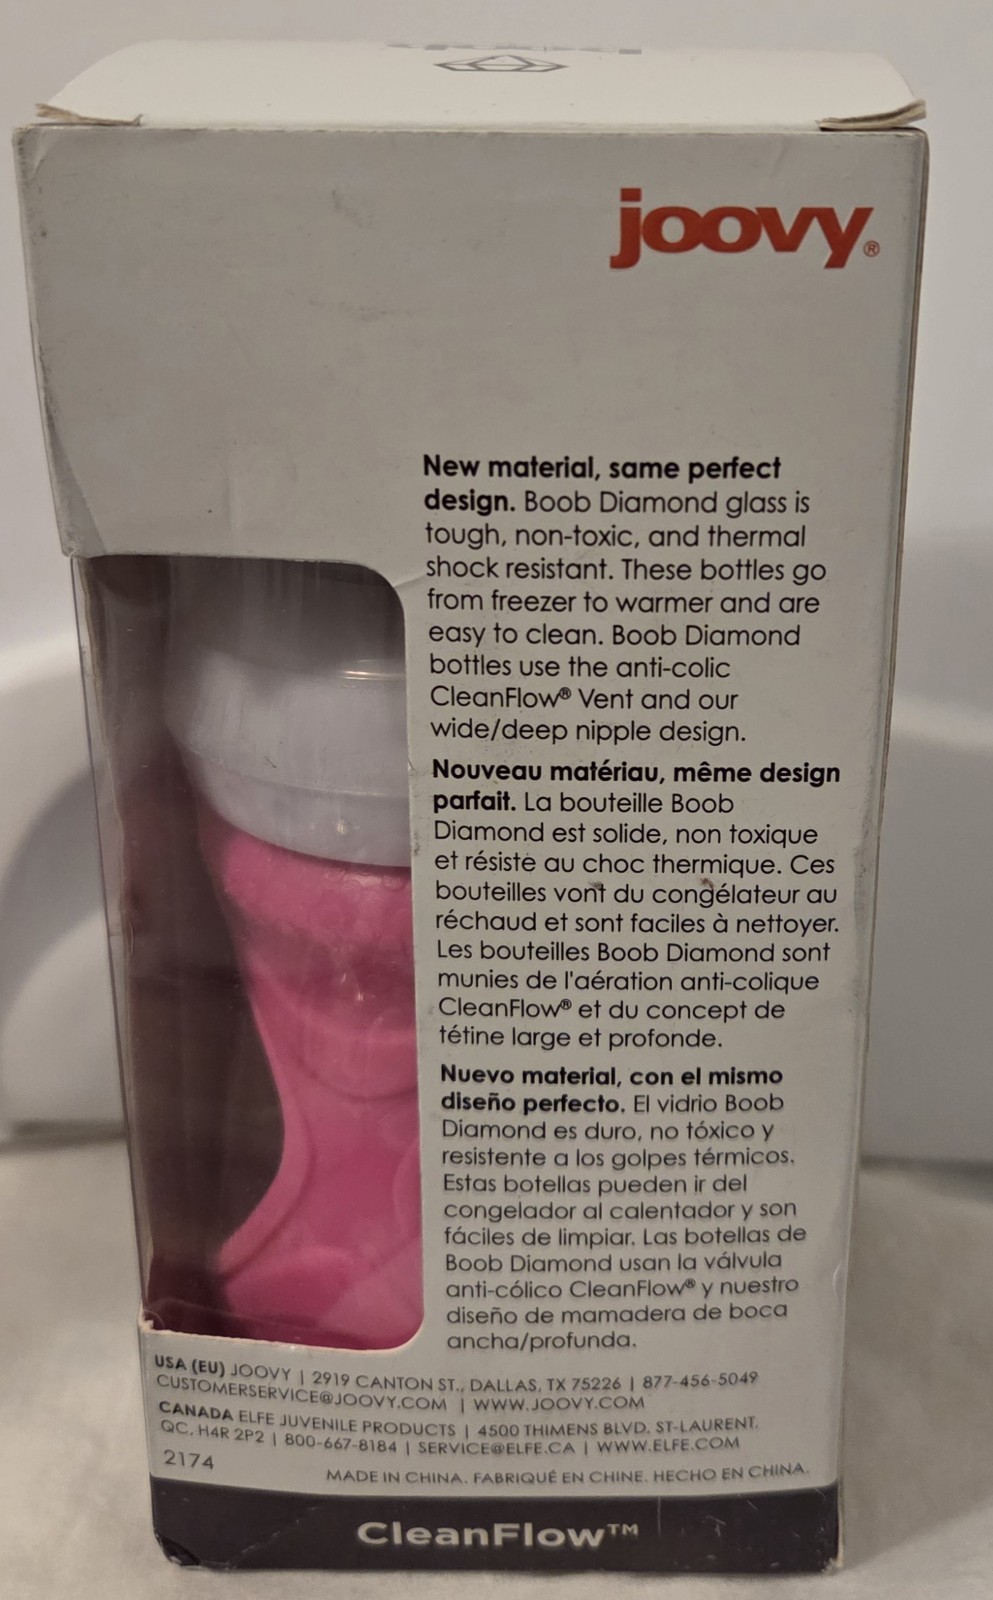 joovy®
New material, same perfect
design. Boob Diamond glass is
tough, non-toxic, and thermal
shock resistant. These bottles go
from freezer to warmer and are
easy to clean. Boob Diamond
bottles use the anti-colic
CleanFlow® Vent and our
wide/deep nipple design.
Nouveau matériau, même design
parfait. La bouteille Boob
Diamond est solide, non toxique
et résiste au choc thermique. Ces
bouteilles vont du congélateur au
réchaud et sont faciles à nettoyer.
Les bouteilles Boob Diamond sont
munies de l'aération anti-colique
CleanFlow® et du concept de
tétine large et profonde.
Nuevo material, con el mismo
diseño perfecto. El vidrio Boob
Diamond es duro, no tóxico y
resistente a los golpes térmicos.
Estas botellas pueden ir del
congelador al calentador y son
fáciles de limpiar. Las botellas de
Boob Diamond usan la válvula
anti-cólico CleanFlow® y nuestro
diseño de mamadera de boca
ancha/profunda.
USA (EU) JOOVY | 2919 CANTON ST., DALLAS, TX 75226 | 877-456-5049
CUSTOMERSERVICE@JOOVY.COM | WWW.JOOVY.COM
CANADA ELFE JUVENILE PRODUCTS | 4500 THIMENS BLVD. ST-LAURENT,
QC, H4R 2P2 | 800-667-8184 | SERVICE@ELFE.CA | WWW.ELFE.COM
2174
MADE IN CHINA. FABRIQUÉ EN CHINE. HECHO EN CHINA.
CleanFlow™